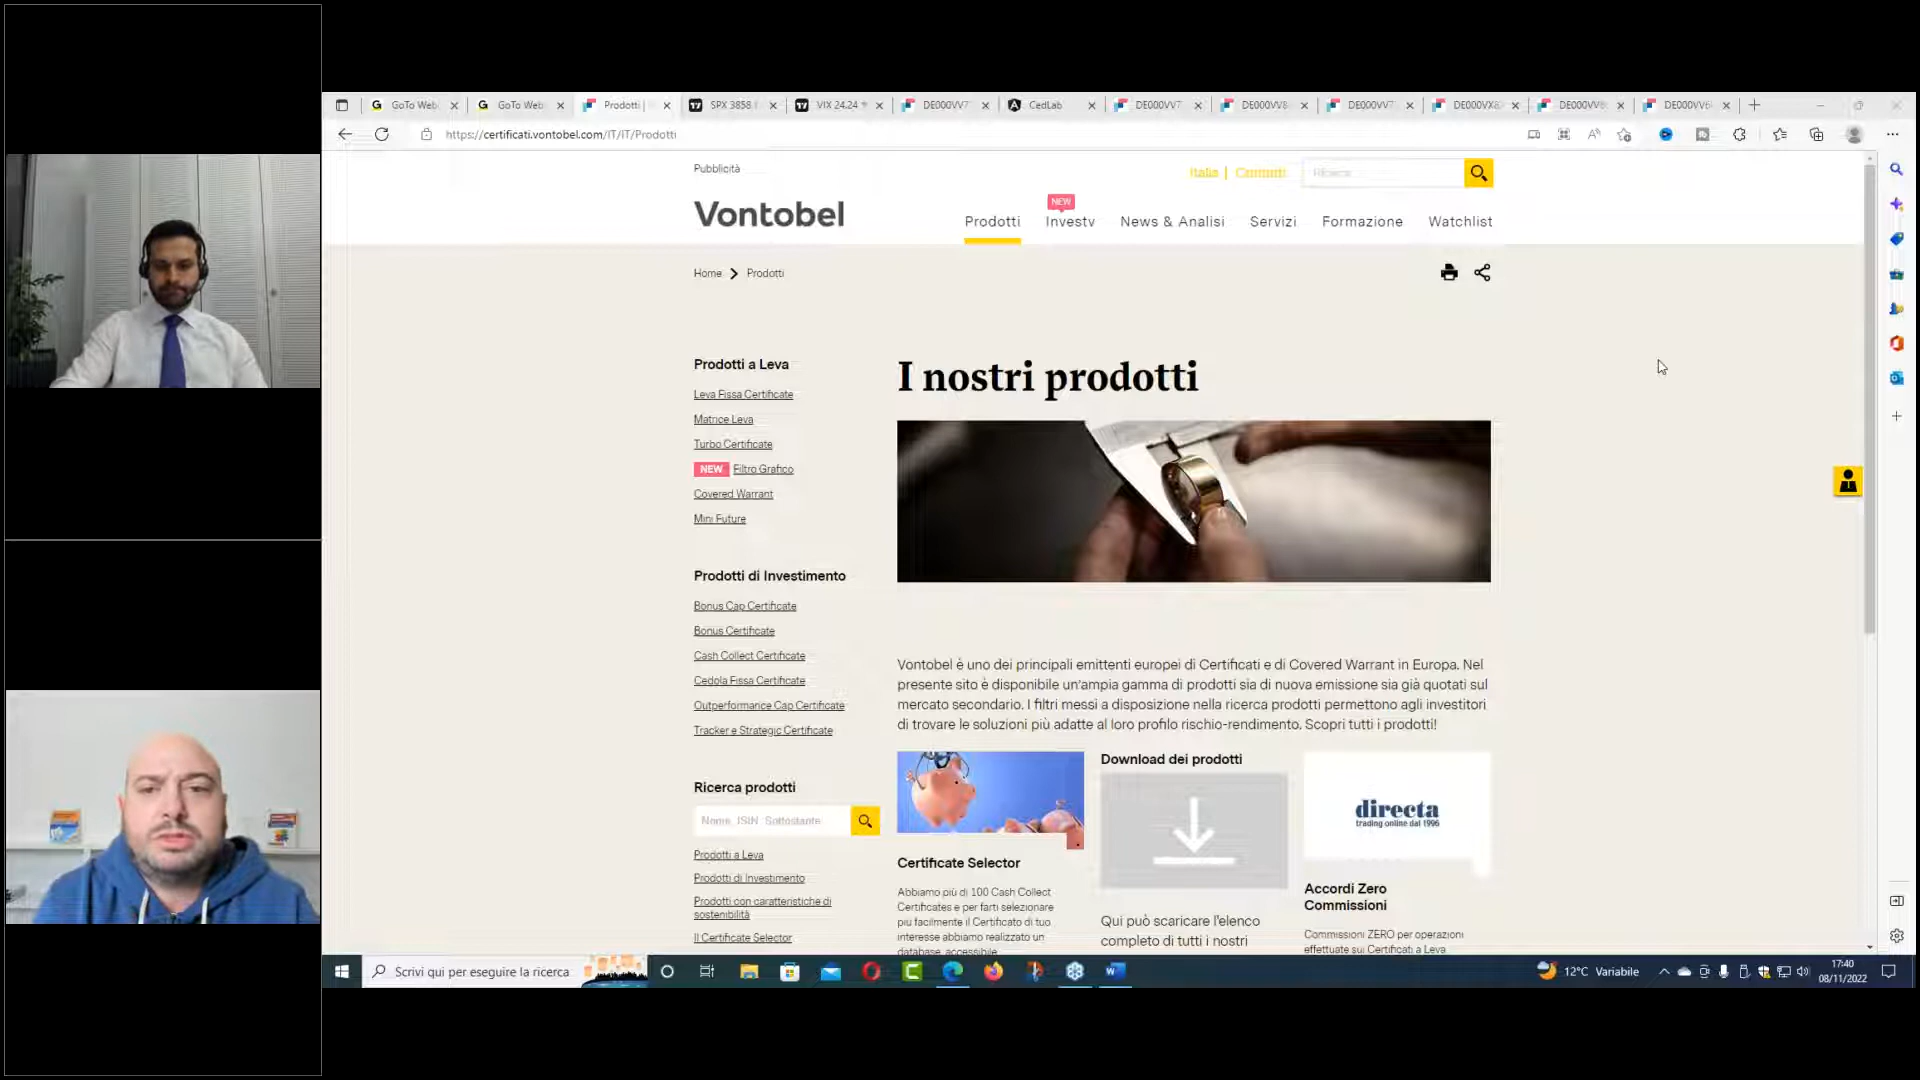 GoTo Web
GoTo Web
Prodotti |
SPX 3858.
VIX 24.24
DE000VV7
CedLab
DE000VV7
DE000VV8
DE000VV7
DE000VX8
DE000VV6
DE000VV6
https://certificati.vontobel.com/IT/IT/Prodotti
Pubblicità
Italia | Contatti
Ricerca
Vontobel
NEW
Prodotti
Investv
News & Analisi
Servizi
Formazione
Watchlist
Home
Prodotti
Prodotti a Leva
Leva Fissa Certificate
Matrice Leva
Turbo Certificate
NEW Filtro Grafico
Covered Warrant
Mini Future
Prodotti di Investimento
Bonus Cap Certificate
Bonus Certificate
Cash Collect Certificate
Cedola Fissa Certificate
Outperformance Cap Certificate
Tracker e Strategic Certificate
Ricerca prodotti
Nome, ISIN, Sottostante
Prodotti a Leva
Prodotti di Investimento
Prodotti con caratteristiche di
sostenibilità
Il Certificate Selector
I nostri prodotti
Vontobel è uno dei principali emittenti europei di Certificati e di Covered Warrant in Europa. Nel
presente sito è disponibile un'ampia gamma di prodotti sia di nuova emissione sia già quotati sul
mercato secondario. I filtri messi a disposizione nella ricerca prodotti permettono agli investitori
di trovare le soluzioni più adatte al loro profilo rischio-rendimento. Scopri tutti i prodotti!
Certificate Selector
Abbiamo più di 100 Cash Collect
Certificates e per farti selezionare
più facilmente il Certificato di tuo
interesse abbiamo realizzato un
database, accessibile
Download dei prodotti
Qui può scaricare l'elenco
completo di tutti i nostri
directa
trading online dal 1996
Accordi Zero
Commissioni
Commissioni ZERO per operazioni
effettuate sui Certificati a Leva
Scrivi qui per eseguire la ricerca
12°C Variabile
17:40
08/11/2022